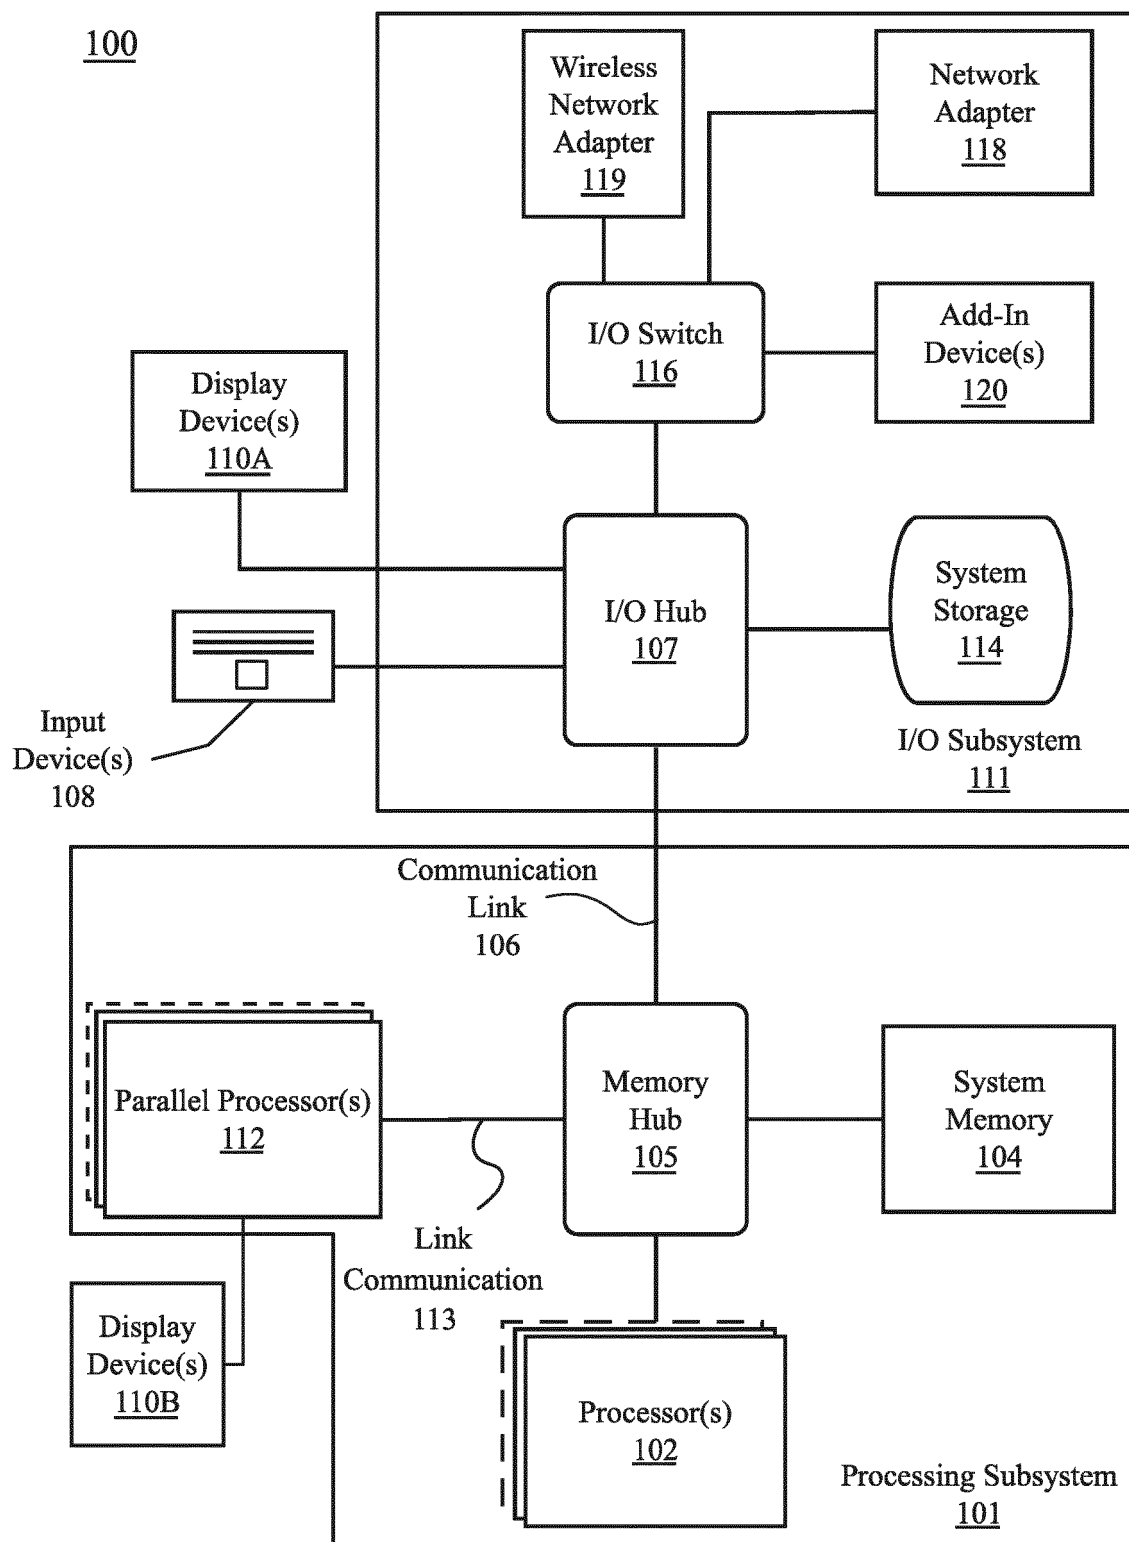 100
Wireless
Network
Adapter
119
Network
Adapter
118
I/O Switch
116
Add-In
Device(s)
120
Display
Device(s)
110A
I/O Hub
107
System
Storage
114
Input
Device(s)
108
I/O Subsystem
111
Communication
Link
106
Parallel Processor(s)
112
Memory
Hub
105
System
Memory
104
Link
Communication
113
Display
Device(s)
110B
Processor(s)
102
Processing Subsystem
101